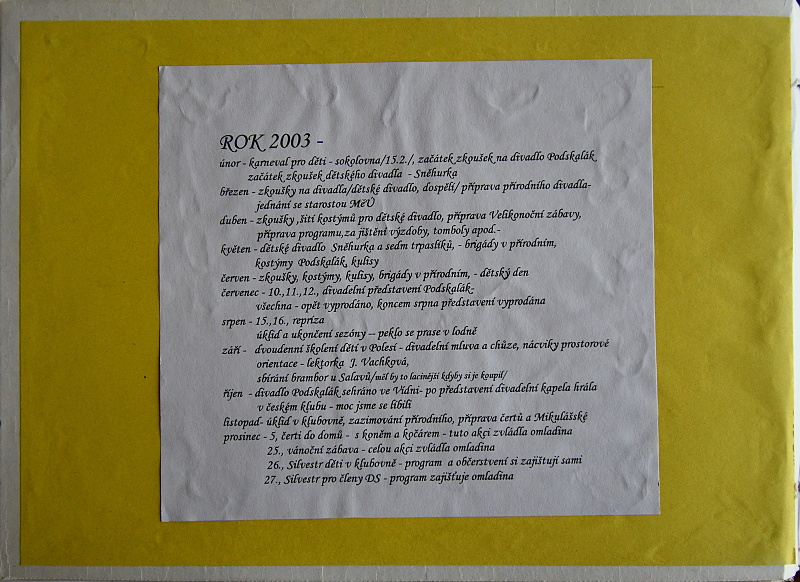 ROK 2003 -
únor - karneval pro děti - sokolovna/15.2./, začátek zkoušek na divadlo Podskalák,
začátek zkoušek dětského divadla - Sněhurka
březen - zkoušky na divadla/dětské divadlo, dospělí/ příprava přírodního divadla-
jednání se starostou MěÚ
duben - zkoušky ,šití kostýmů pro dětské divadlo, příprava Velikonoční zábavy,
příprava programu,za jištění výzdoby, tomboly apod.-
květen - dětské divadlo Sněhurka a sedm trpaslíků, - brigády v přírodním,
kostýmy Podskalák, kulisy
červen - zkoušky, kostýmy, kulisy, brigády v přírodním, - dětský den
červenec - 10.,11.,12., divadelní představení Podskalák-
všechna - opět vyprodáno, koncem srpna představení vyprodána
srpen - 15.,16., repríza
úklid a ukončení sezóny – peklo se prase v lodně
září - dvoudenní školení dětí v Polesí - divadelní mluva a chůze, nácviky prostorové
orientace - lektorka J. Vachková,
sbírání brambor u Salavů/měl by to lacinější kdyby si je koupil/
říjen - divadlo Podskalák sehráno ve Vídni- po představení divadelní kapela hrála
v českém klubu - moc jsme se líbili
listopad- úklid v klubovně, zazimování přírodního, příprava čertů a Mikulášské
prosinec - 5, čerti do domů - s koněm a kočárem - tuto akci zvládla omladina
25., vánoční zábava - celou akci zvládla omladina
26., Silvestr děti v klubovně - program a občerstvení si zajištují sami
27., Silvestr pro členy DS - program zajišťuje omladina